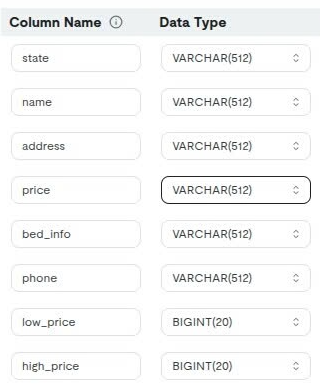 Column Name Data Type
state VARCHAR(512)
name VARCHAR(512)
address VARCHAR(512)
price VARCHAR(512)
bed_info VARCHAR(512)
phone VARCHAR(512)
low_price BIGINT(20)
high_price BIGINT(20)